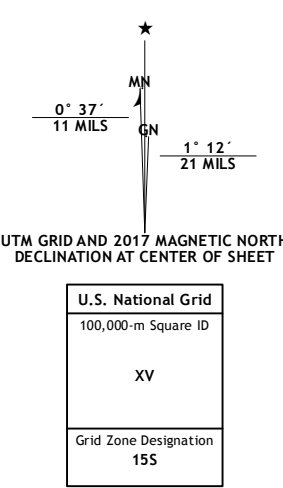 ★
MN
0° 37´
11 MILS
GN
1° 12´
21 MILS
UTM GRID AND 2017 MAGNETIC NORTH
DECLINATION AT CENTER OF SHEET
U.S. National Grid
100,000-m Square ID
XV
Grid Zone Designation
15S